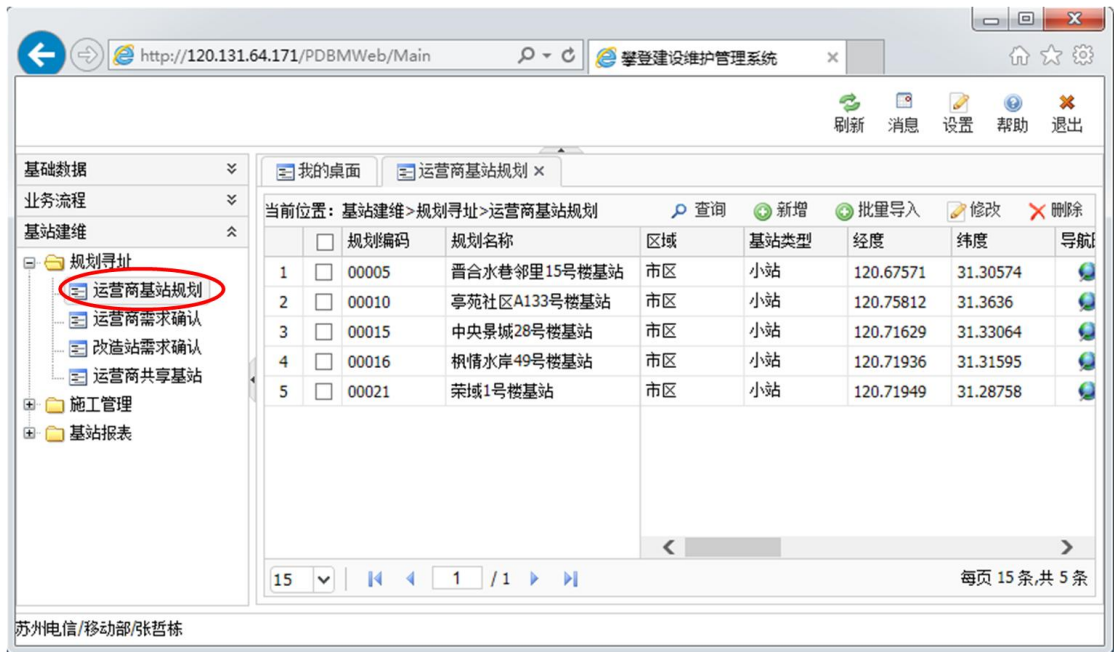 http://120.131.64.171/PDBMWeb/Main
攀登建设维护管理系统
刷新 消息 设置 帮助 退出
基础数据
业务流程
基站建维
规划寻址
运营商基站规划
运营商需求确认
改造站需求确认
运营商共享基站
施工管理
基站报表
我的桌面 运营商基站规划
当前位置：基站建维>规划寻址>运营商基站规划 查询 新增 批量导入 修改 删除
规划编码 规划名称 区域 基站类型 经度 纬度
1 00005 晋合水巷邻里15号楼基站 市区 小站 120.67571 31.30574
2 00010 亭苑社区A133号楼基站 市区 小站 120.75812 31.3636
3 00015 中央景城28号楼基站 市区 小站 120.71629 31.33064
4 00016 枫情水岸49号楼基站 市区 小站 120.71936 31.31595
5 00021 荣域1号楼基站 市区 小站 120.71949 31.28758
15 1 /1 每页 15 条,共 5 条
苏州电信/移动部/张哲栋